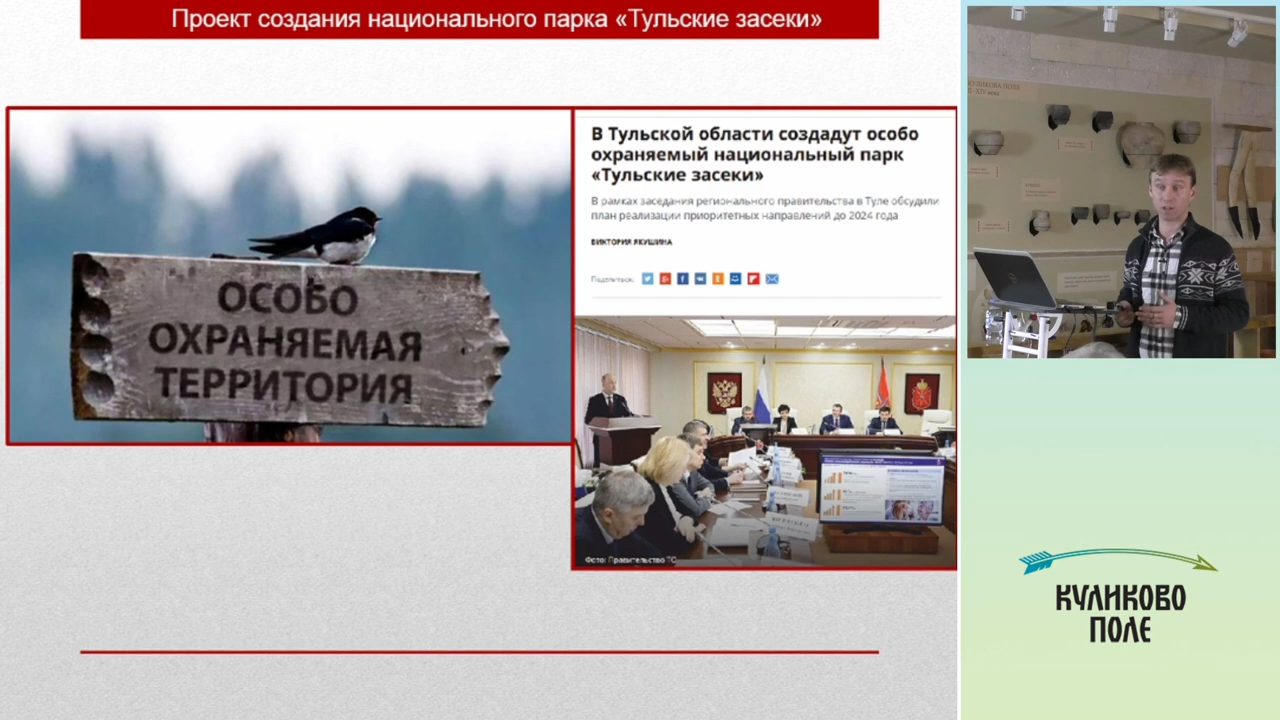 Проект создания национального парка «Тульские засеки»
ОСОБО
ОХРАНЯЕМАЯ
ТЕРРИТОРИЯ
В Тульской области создадут особо
охраняемый национальный парк
«Тульские засеки»
В рамках заседания регионального правительства в Туле обсудили
план реализации приоритетных направлений до 2024 года
ВИКТОРИЯ ЯКУШИНА
Поделиться:
Фото: Правительство ТО
КУЛИКОВО
ПОЛЕ